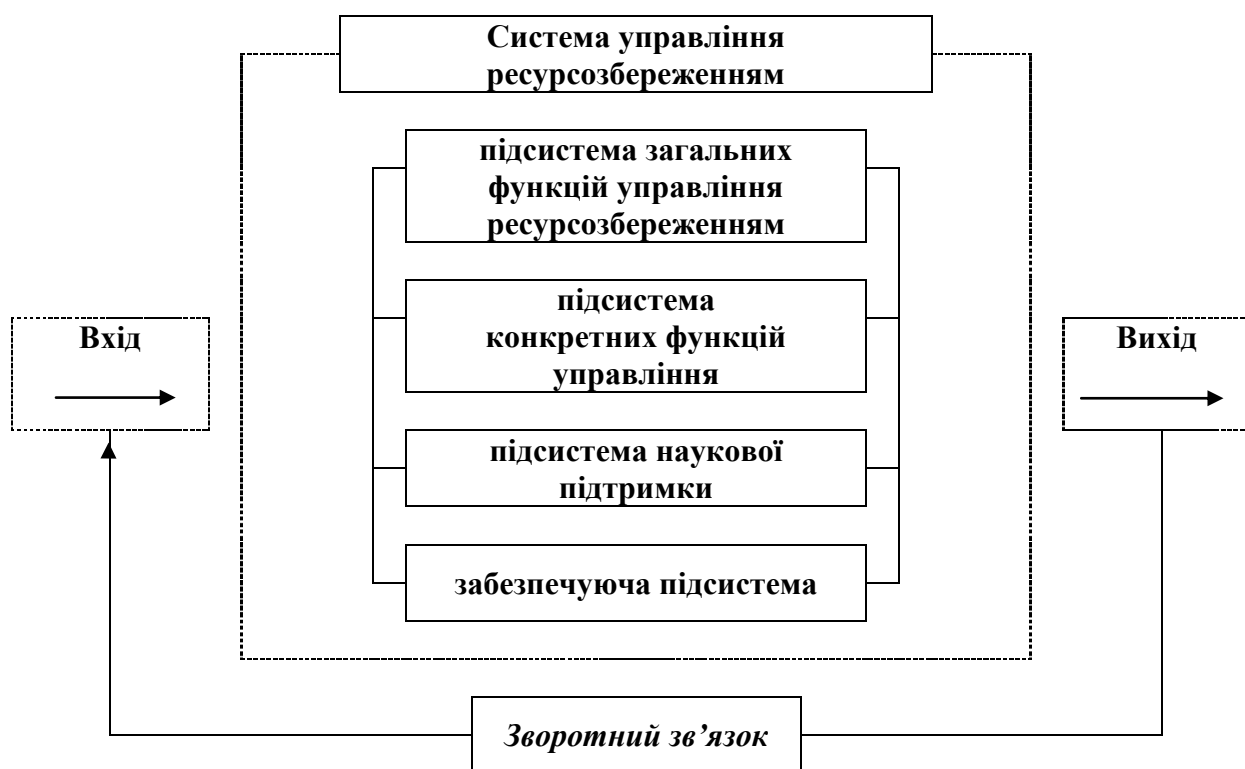 Система управління
ресурсозбереженням
підсистема загальних
функцій управління
ресурсозбереженням
підсистема
конкретних функцій
управління
Вхід
Вихід
підсистема наукової
підтримки
забезпечуюча підсистема
Зворотний зв’язок